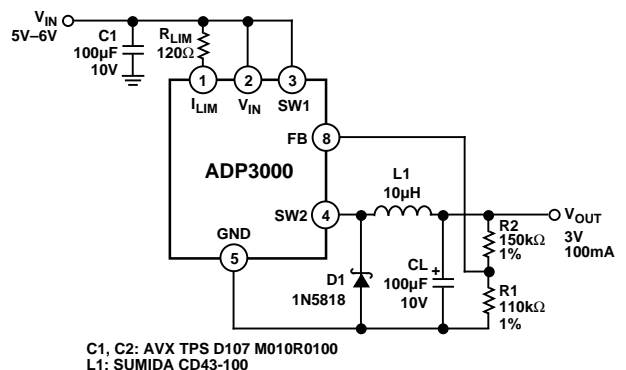 VIN
5V–6V
C1
100µF
10V
RLIM
120Ω
1
2
3
ILIM
VIN
SW1
FB
8
ADP3000
SW2
4
GND
5
L1
10µH
VOUT
3V
100mA
R2
150kΩ
1%
CL
100µF
10V
+
D1
1N5818
R1
110kΩ
1%
C1, C2: AVX TPS D107 M010R0100
L1: SUMIDA CD43-100